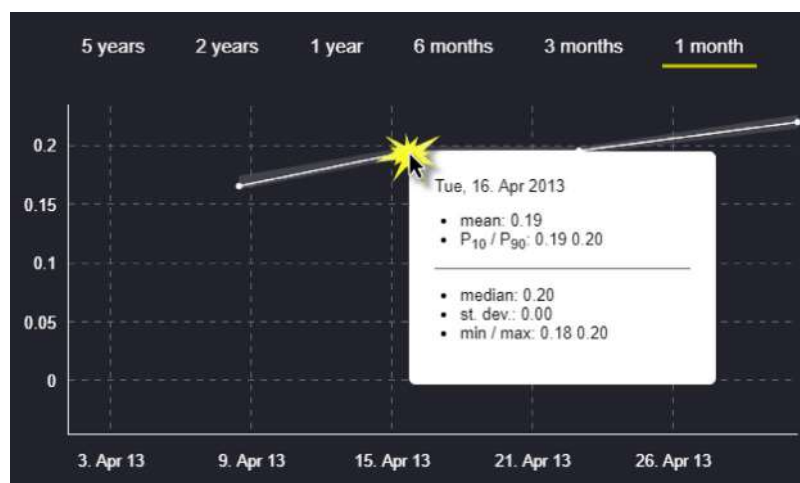 5 years 2 years 1 year 6 months 3 months 1 month
0.2
Tue, 16. Apr 2013
• mean: 0.19
0.15
• P₁₀ / P₉₀: 0.19 0.20
0.1
• median: 0.20
0.05
• st. dev.: 0.00
• min / max: 0.18 0.20
0
3. Apr 13 9. Apr 13 15. Apr 13 21. Apr 13 26. Apr 13